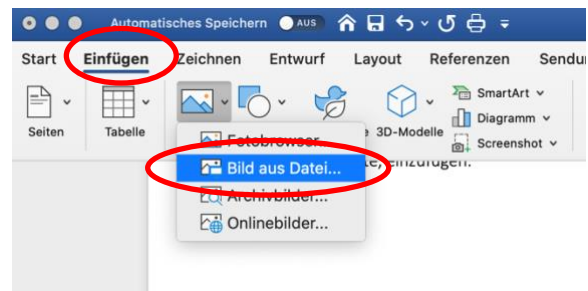 Automatisches Speichern AUS
Start Einfügen Zeichnen Entwurf Layout Referenzen
Seiten Tabelle 3D-Modelle SmartArt
Diagramm
Screenshot
Fotobrowser...
Bild aus Datei...
einzufügen.
Archivbilder...
Onlinebilder...